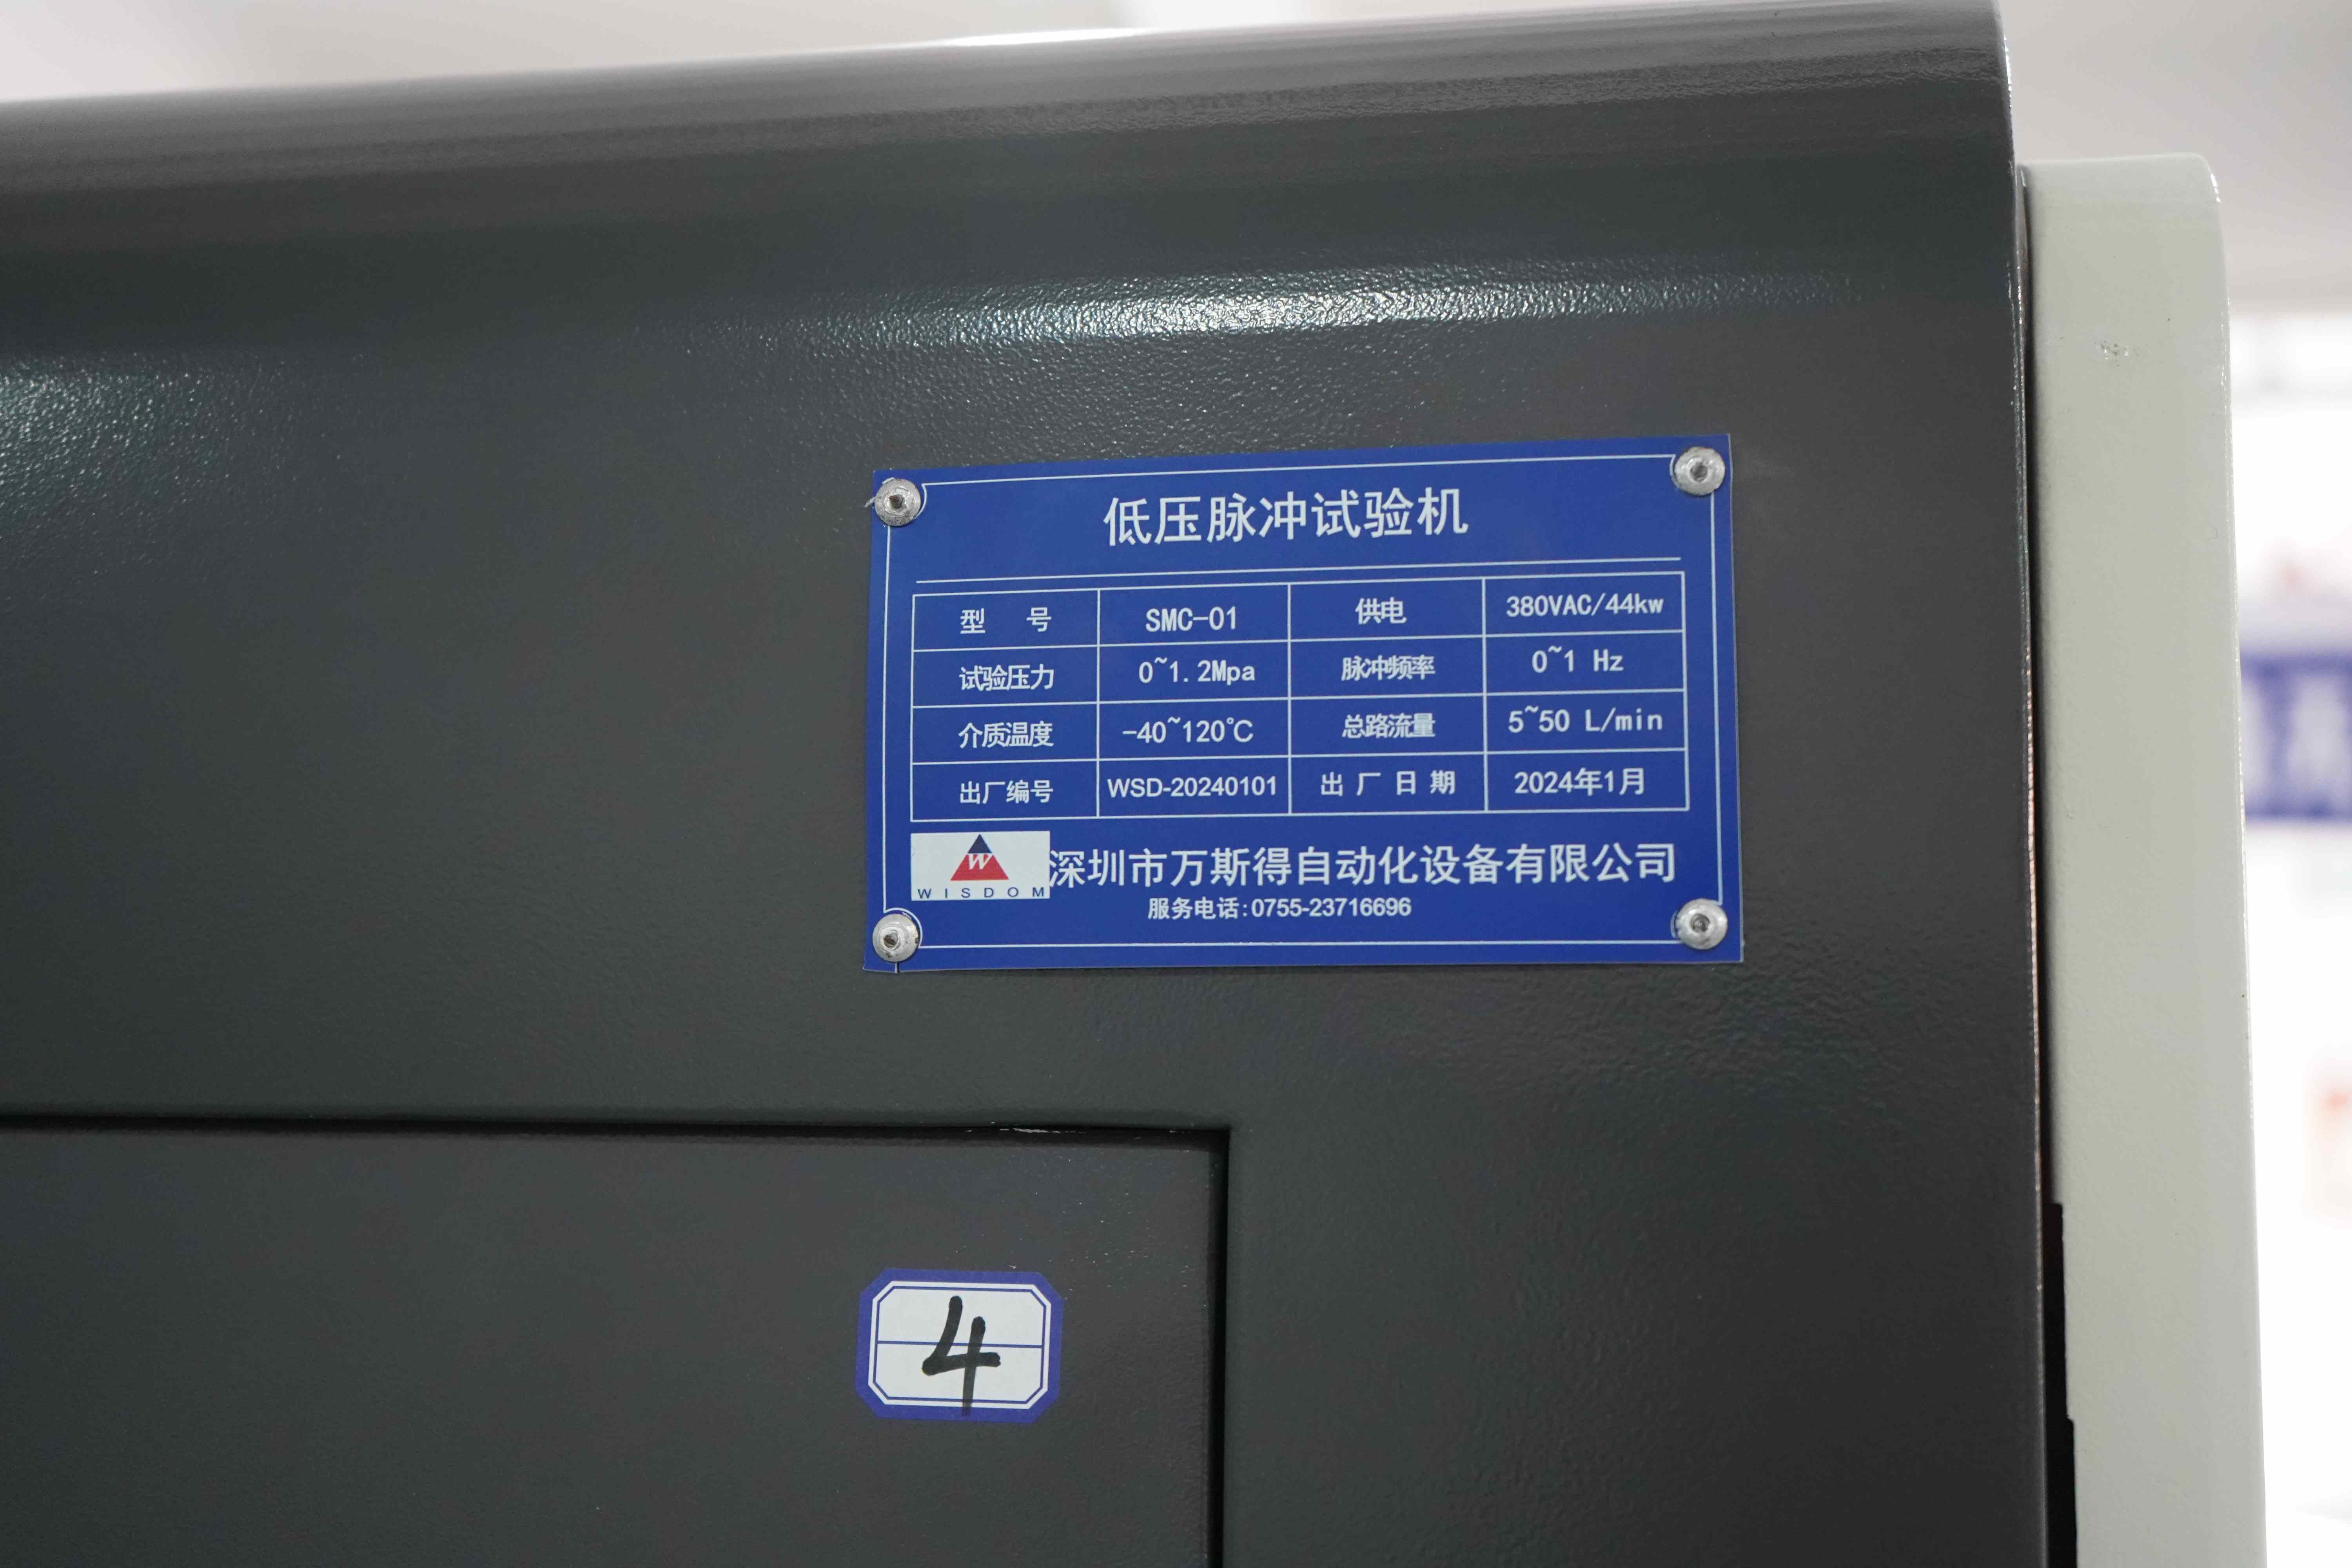 低压脉冲试验机
型 号 SMC-01 供电 380VAC/44kw
试验压力 0~1.2Mpa 脉冲频率 0~1 Hz
介质温度 -40~120℃ 总路流量 5~50 L/min
出厂编号 WSD-20240101 出厂日期 2024年1月
W
WISDOM
深圳市万斯得自动化设备有限公司
服务电话:0755-23716696
4